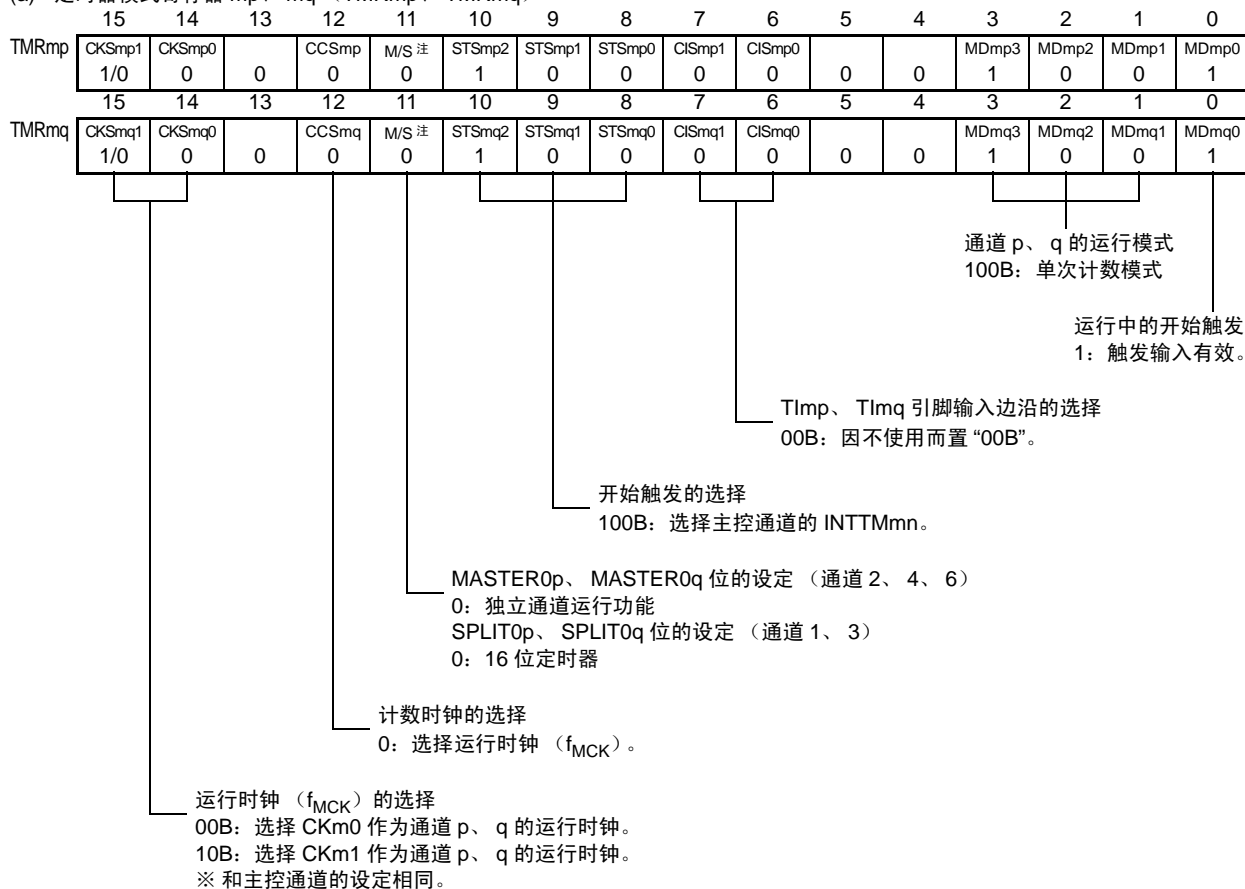 (a) 定时器模式寄存器 mp、 mq （TMRmp、 TMRmq）
15 14 13 12 11 10 9 8 7 6 5 4 3 2 1 0
TMRmp CKSmp1 CKSmp0 CCSmp M/S 注 STSmp2 STSmp1 STSmp0 CISmp1 CISmp0 MDmp3 MDmp2 MDmp1 MDmp0
1/0 0 0 0 0 1 0 0 0 0 0 0 1 0 0 1
15 14 13 12 11 10 9 8 7 6 5 4 3 2 1 0
TMRmq CKSmq1 CKSmq0 CCSmq M/S 注 STSmq2 STSmq1 STSmq0 CISmq1 CISmq0 MDmq3 MDmq2 MDmq1 MDmq0
1/0 0 0 0 0 1 0 0 0 0 0 0 1 0 0 1
通道 p、 q 的运行模式
100B：单次计数模式
运行中的开始触发
1：触发输入有效。
TImp、 TImq 引脚输入边沿的选择
00B：因不使用而置 “00B”。
开始触发的选择
100B：选择主控通道的 INTTMmn。
MASTER0p、 MASTER0q 位的设定 （通道 2、 4、 6）
0：独立通道运行功能
SPLIT0p、 SPLIT0q 位的设定 （通道 1、 3）
0：16 位定时器
计数时钟的选择
0：选择运行时钟 （fMCK）。
运行时钟 （fMCK）的选择
00B：选择 CKm0 作为通道 p、 q 的运行时钟。
10B：选择 CKm1 作为通道 p、 q 的运行时钟。
※ 和主控通道的设定相同。